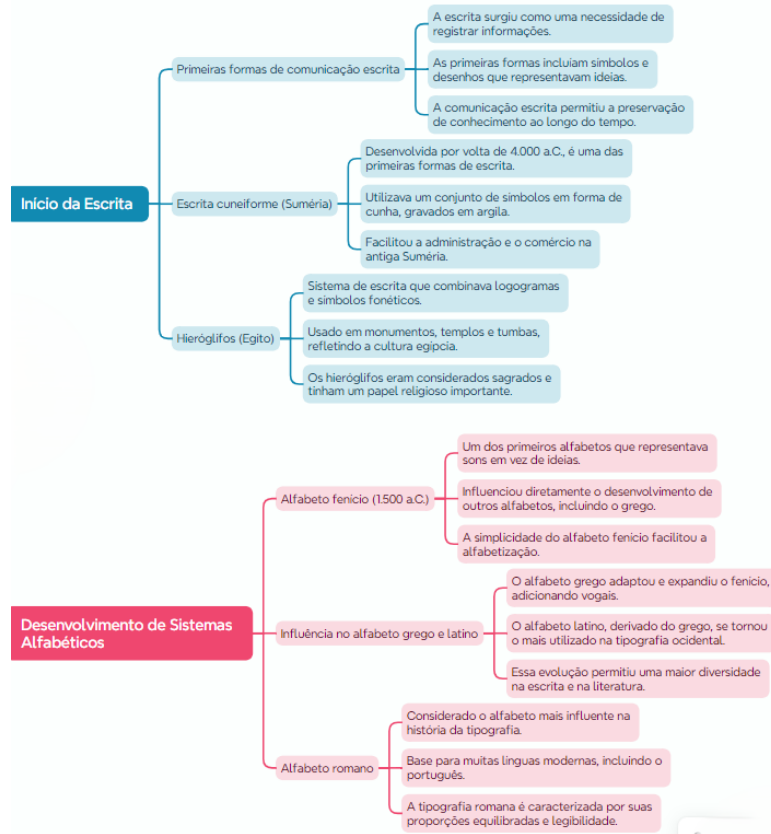 Início da Escrita
Primeiras formas de comunicação escrita
A escrita surgiu como uma necessidade de
registrar informações.
As primeiras formas incluíam símbolos e
desenhos que representavam ideias.
A comunicação escrita permitiu a preservação
de conhecimento ao longo do tempo.
Escrita cuneiforme (Suméria)
Desenvolvida por volta de 4.000 a.C., é uma das
primeiras formas de escrita.
Utilizava um conjunto de símbolos em forma de
cunha, gravados em argila.
Facilitou a administração e o comércio na
antiga Suméria.
Hieróglifos (Egito)
Sistema de escrita que combinava logogramas
e símbolos fonéticos.
Usado em monumentos, templos e tumbas,
refletindo a cultura egípcia.
Os hieróglifos eram considerados sagrados e
tinham um papel religioso importante.
Desenvolvimento de Sistemas
Alfabéticos
Alfabeto fenício (1.500 a.C.)
Um dos primeiros alfabetos que representava
sons em vez de ideias.
Influenciou diretamente o desenvolvimento de
outros alfabetos, incluindo o grego.
A simplicidade do alfabeto fenício facilitou a
alfabetização.
Influência no alfabeto grego e latino
O alfabeto grego adaptou e expandiu o fenício,
adicionando vogais.
O alfabeto latino, derivado do grego, se tornou
o mais utilizado na tipografia ocidental.
Essa evolução permitiu uma maior diversidade
na escrita e na literatura.
Alfabeto romano
Considerado o alfabeto mais influente na
história da tipografia.
Base para muitas línguas modernas, incluindo o
português.
A tipografia romana é caracterizada por suas
proporções equilibradas e legibilidade.